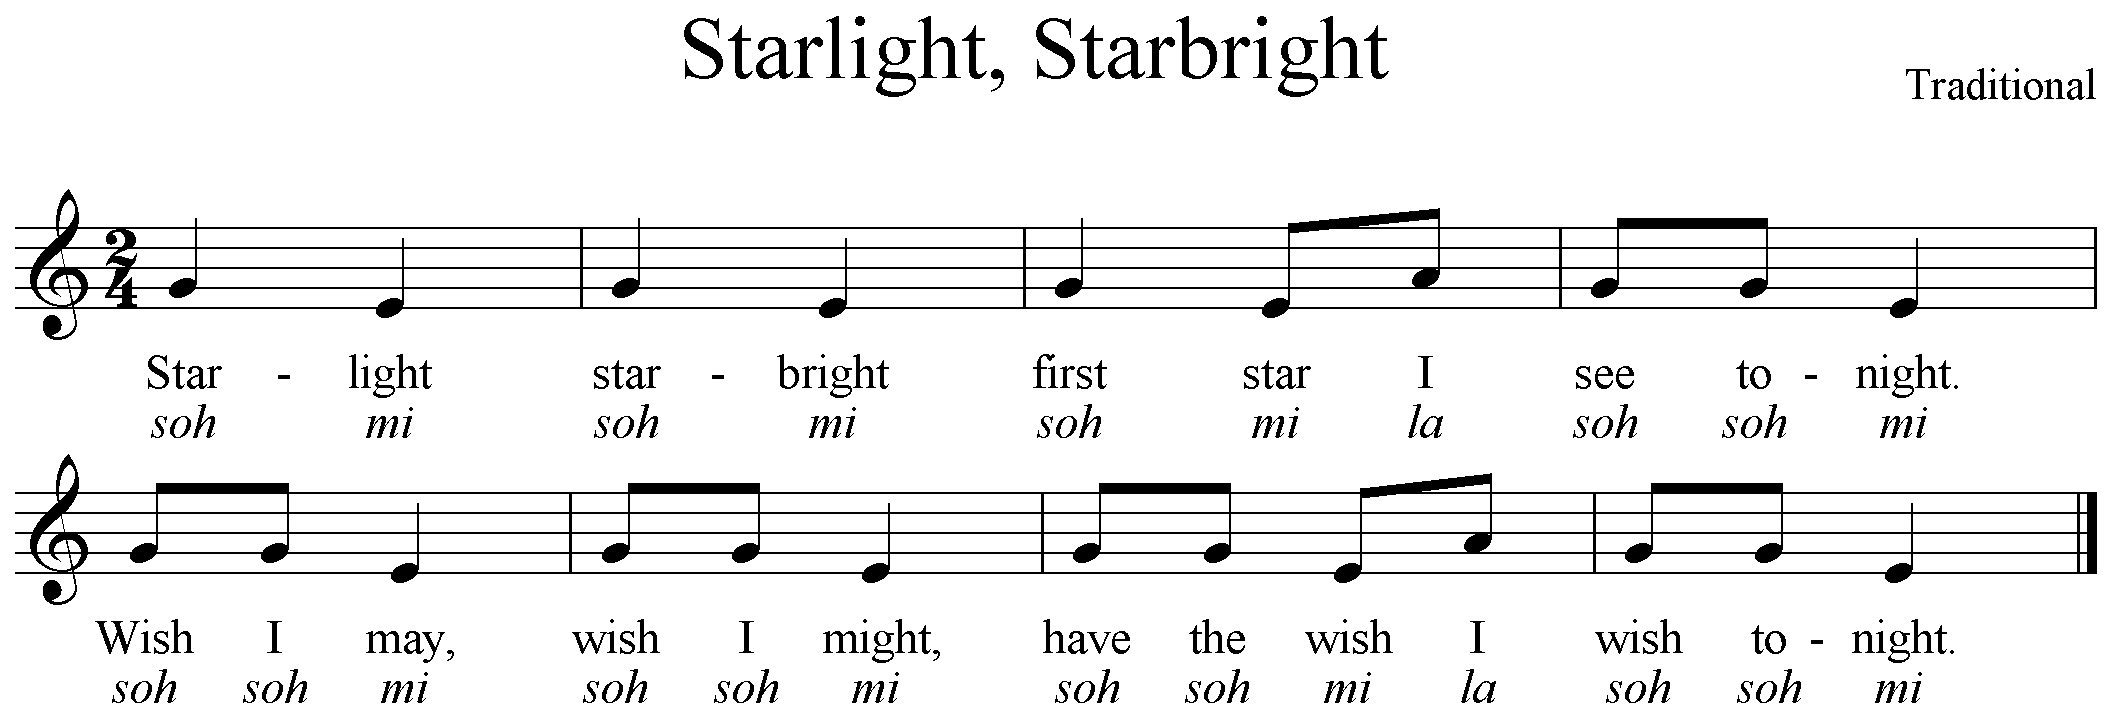 Starlight, Starbright
Traditional
2
4
Star - light star - bright first star I see to - night.
soh mi soh mi soh mi la soh soh mi
Wish I may, wish I might, have the wish I wish to - night.
soh soh mi soh soh mi soh soh mi la soh soh mi